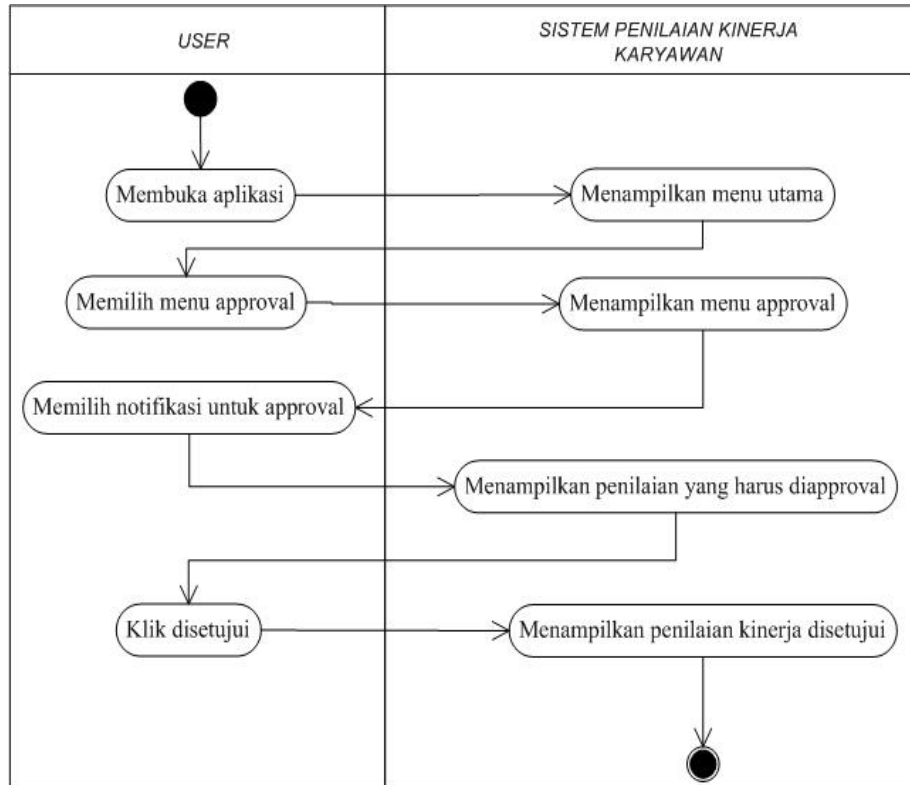 USER
SISTEM PENILAIAN KINERJA
KARYAWAN
Membuka aplikasi
Menampilkan menu utama
Memilih menu approval
Menampilkan menu approval
Memilih notifikasi untuk approval
Menampilkan penilaian yang harus diapproval
Klik disetujui
Menampilkan penilaian kinerja disetujui